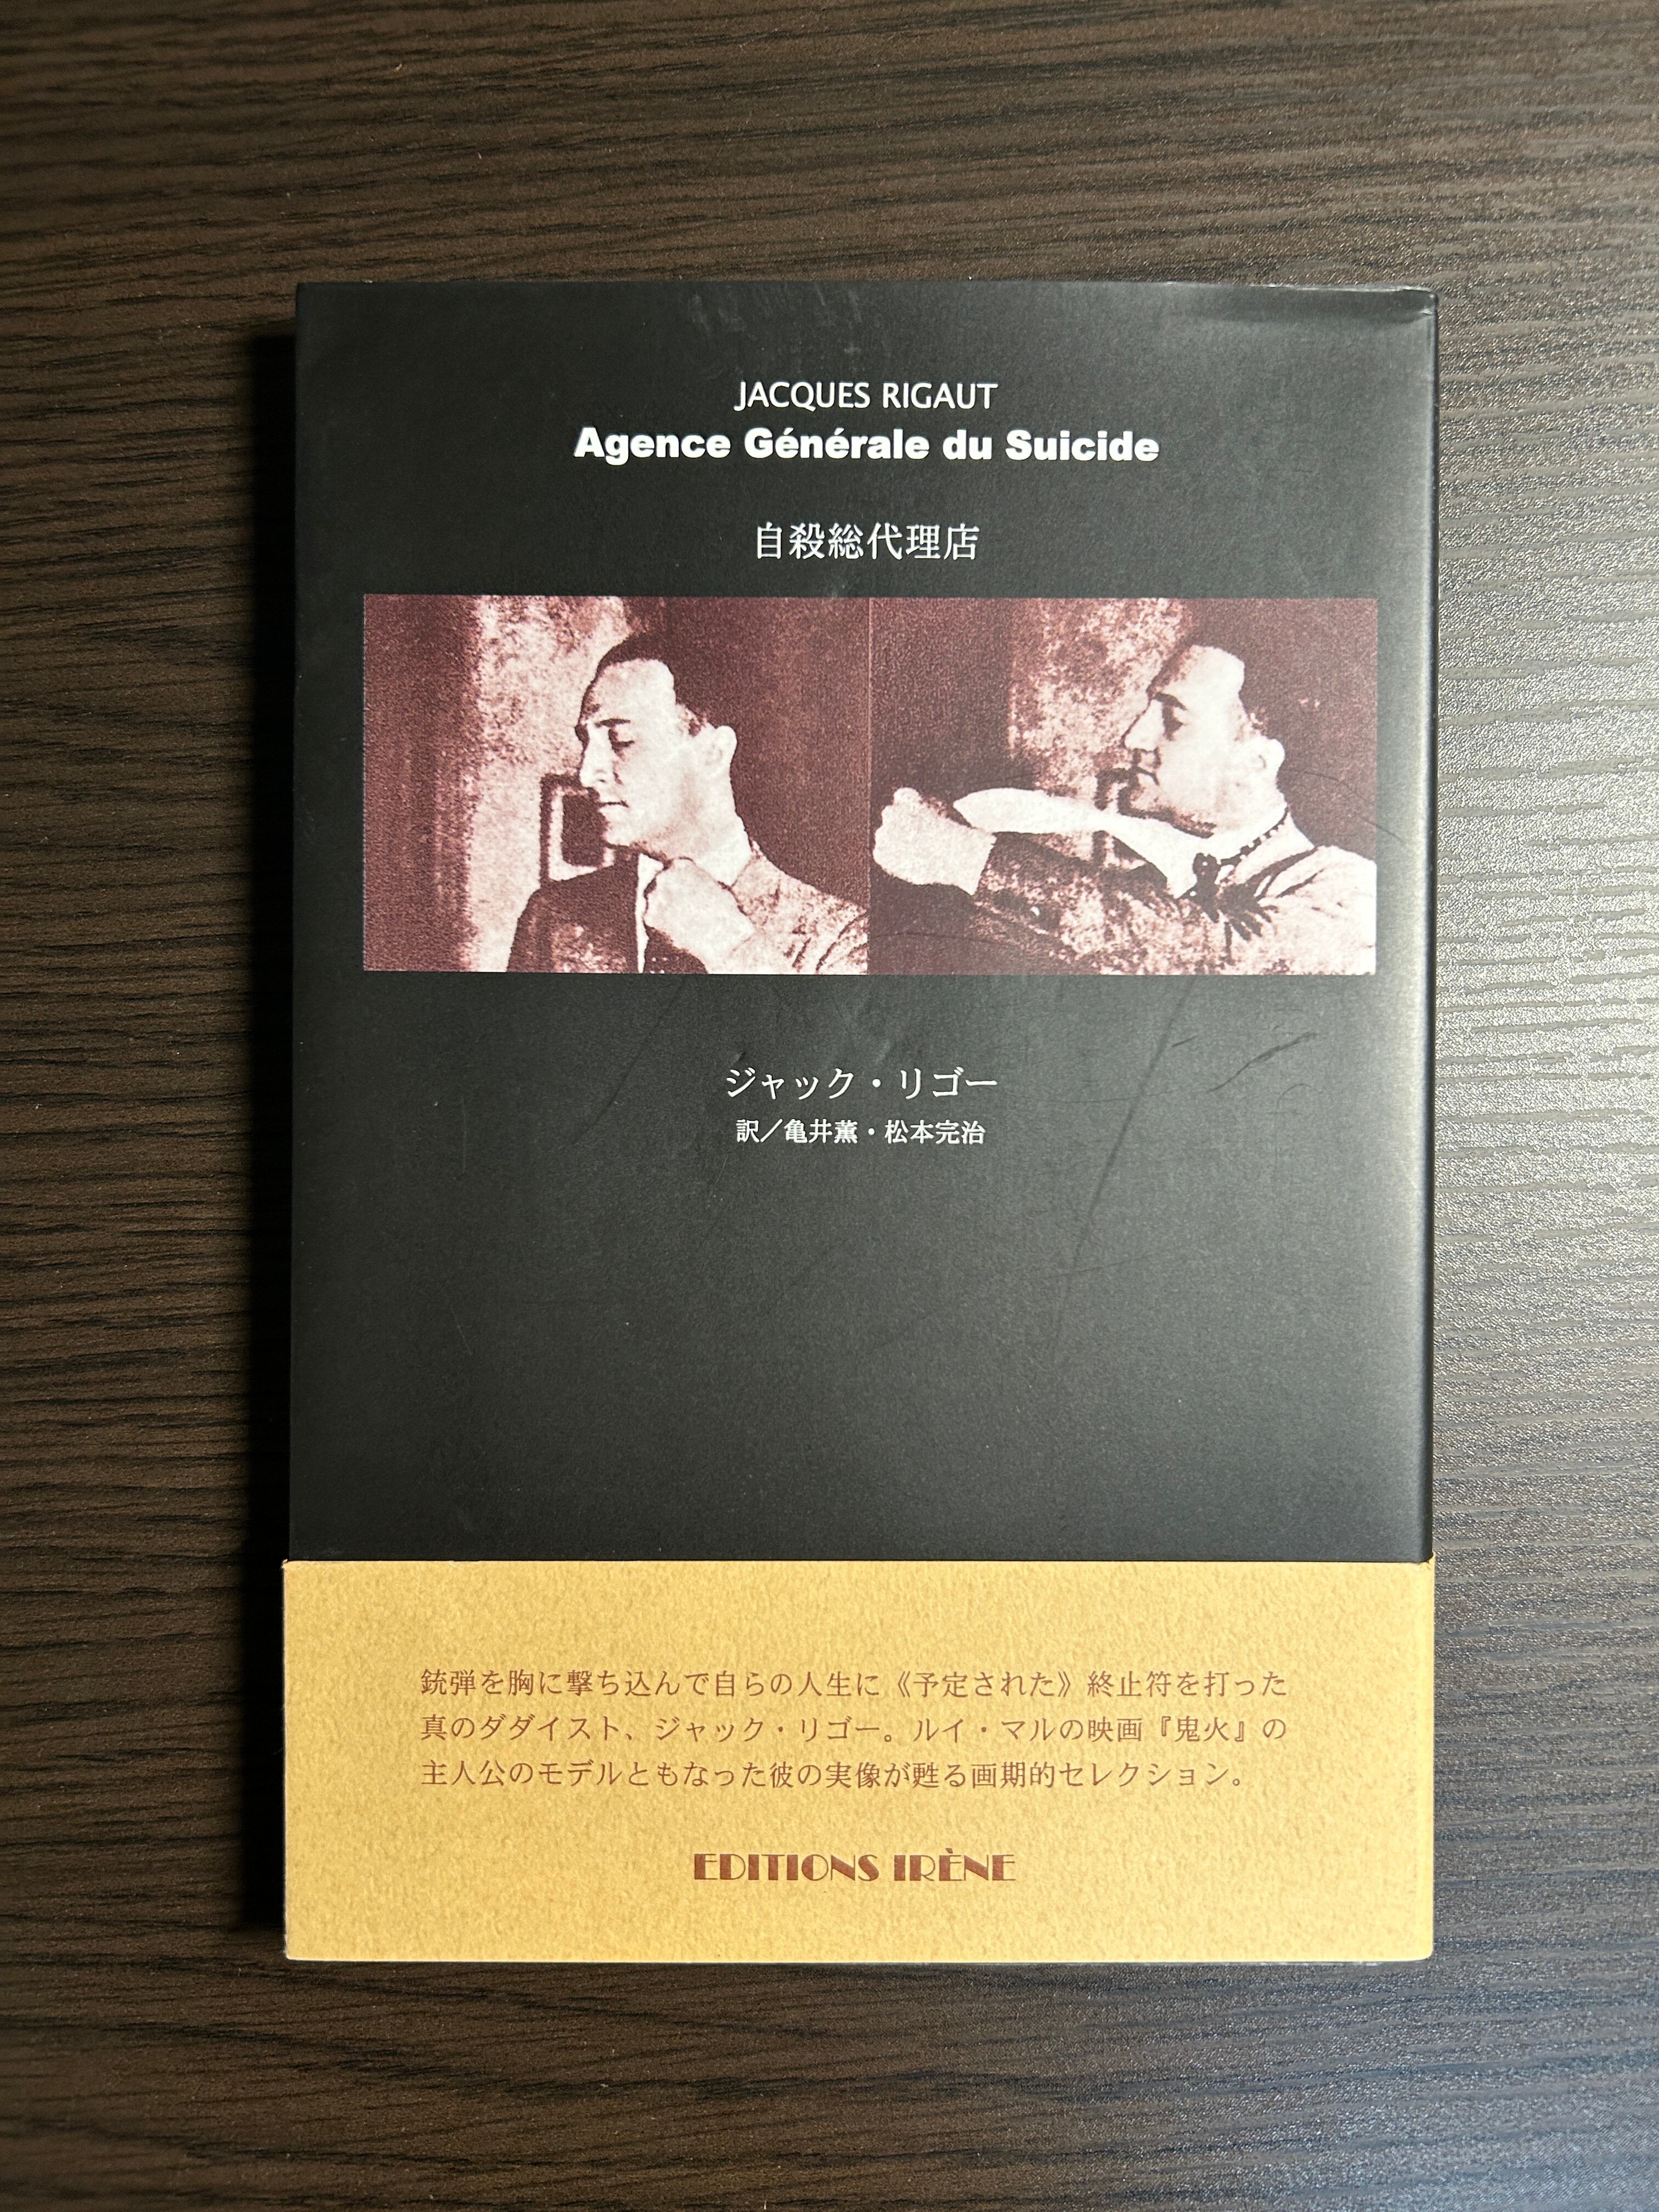 JACQUES RIGAUT
Agence Générale du Suicide
自殺総代理店
ジャック・リゴー
訳／亀井薫・松本完治
銃弾を胸に撃ち込んで自らの人生に《予定された》終止符を打った
真のダダイスト、ジャック・リゴー。ルイ・マルの映画『鬼火』の
主人公のモデルともなった彼の実像が甦る画期的セレクション。
EDITIONS IRÈNE